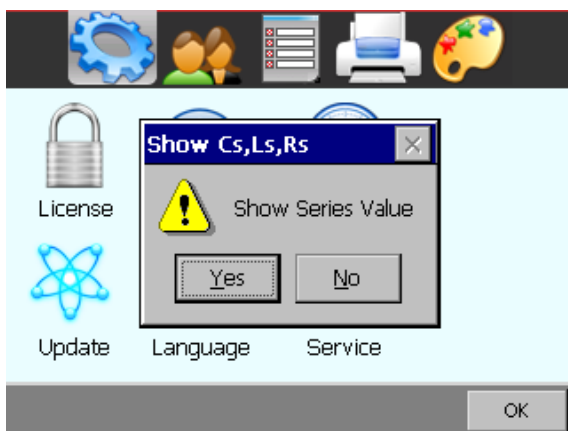 Show Cs,Ls,Rs
Show Series Value
Yes No
License
Update Language Service
OK